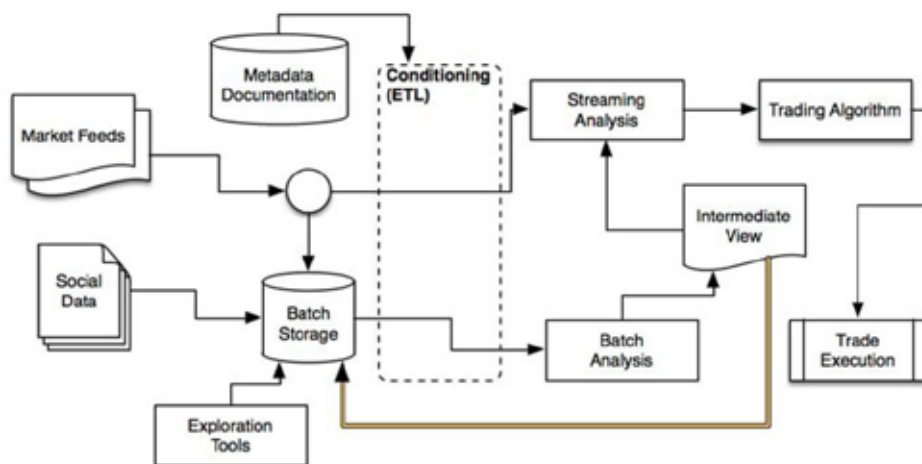 Metadata
Documentation
Conditioning
(ETL)
Streaming
Analysis
Trading Algorithm
Market Feeds
Intermediate
View
Social
Data
Batch
Storage
Batch
Analysis
Trade
Execution
Exploration
Tools